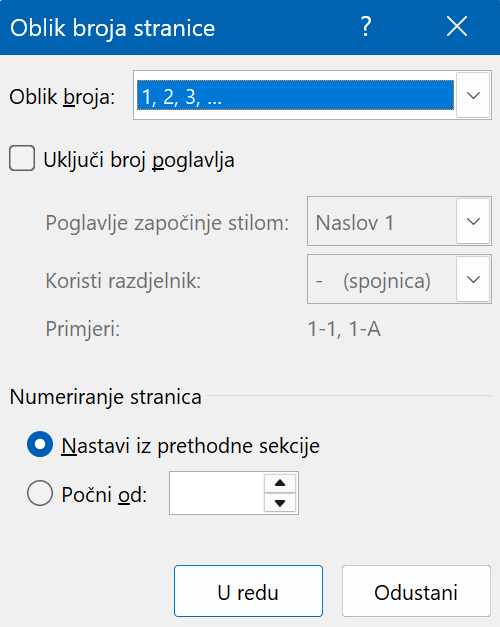 Oblik broja stranice ?
Oblik broja: 1, 2, 3, ...
Uključi broj poglavlja
Poglavlje započinje stilom: Naslov 1
Koristi razdjelnik: - (spojnica)
Primjeri: 1-1, 1-A
Numeriranje stranica
Nastavi iz prethodne sekcije
Počni od:
U redu Odustani